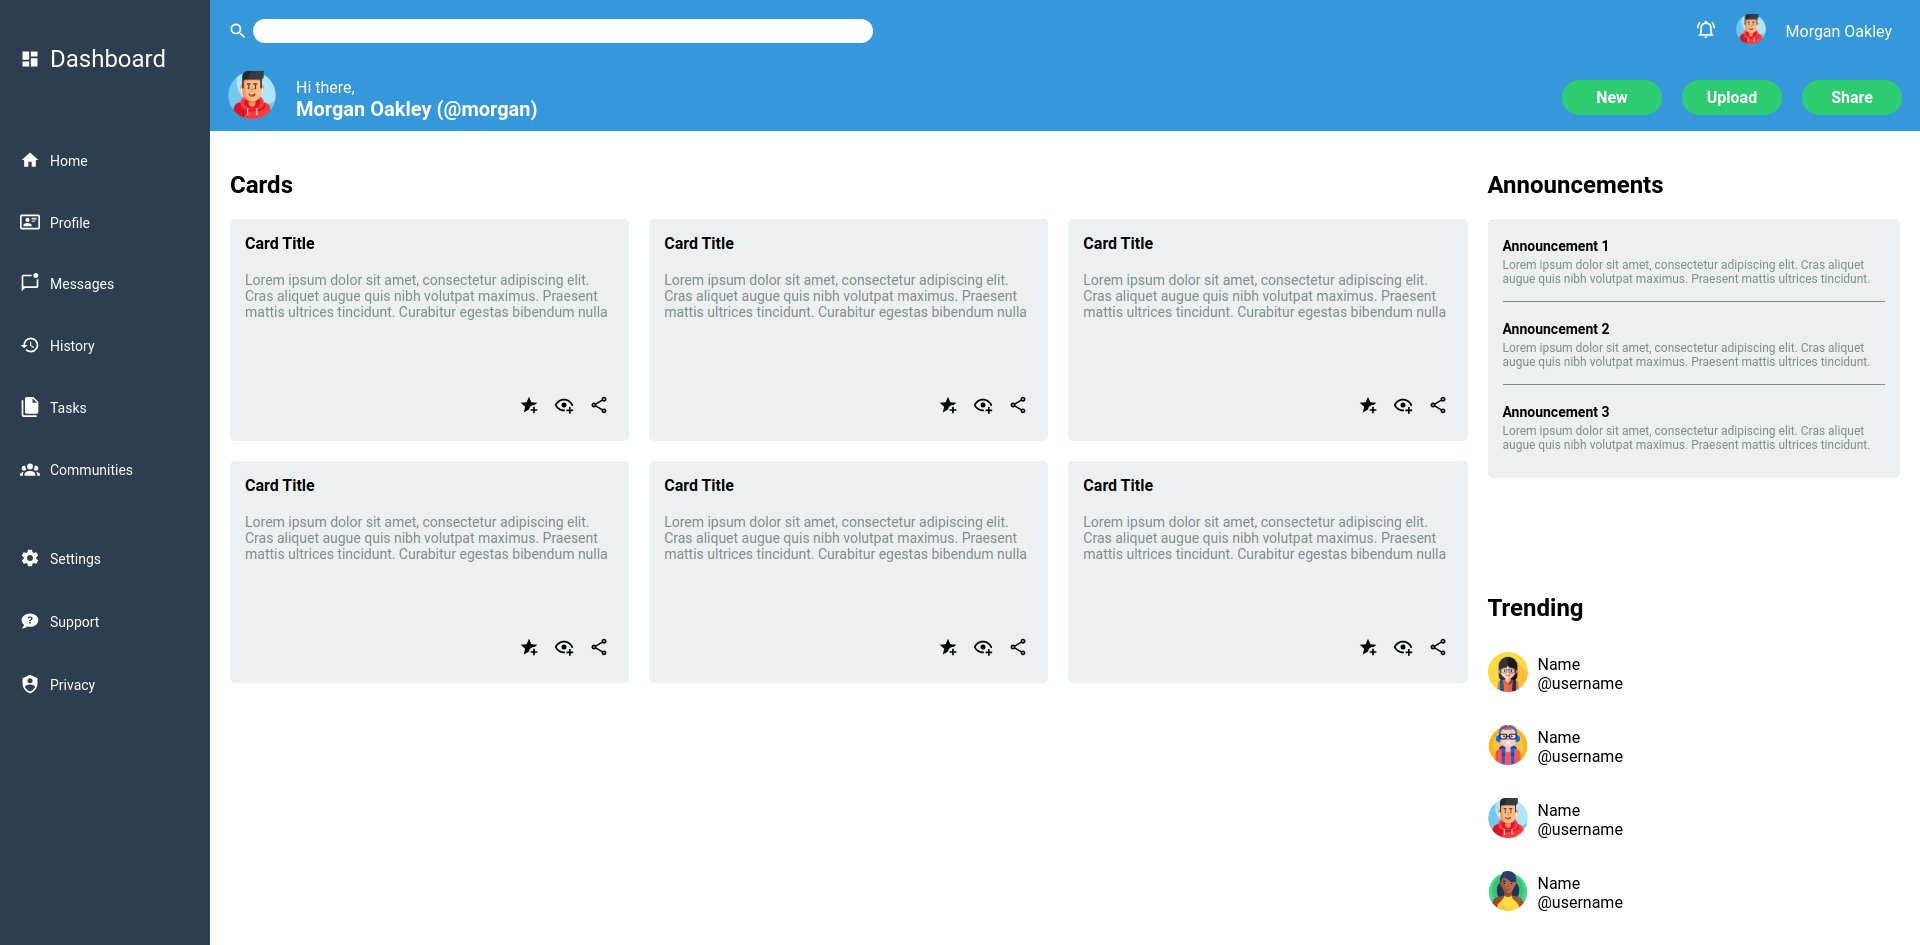 Dashboard
Home
Profile
Messages
History
Tasks
Communities
Settings
Support
Privacy
Morgan Oakley
Hi there,
Morgan Oakley (@morgan)
New
Upload
Share
Cards
Card Title
Lorem ipsum dolor sit amet, consectetur adipiscing elit.
Cras aliquet augue quis nibh volutpat maximus. Praesent
mattis ultrices tincidunt. Curabitur egestas bibendum nulla
Card Title
Lorem ipsum dolor sit amet, consectetur adipiscing elit.
Cras aliquet augue quis nibh volutpat maximus. Praesent
mattis ultrices tincidunt. Curabitur egestas bibendum nulla
Card Title
Lorem ipsum dolor sit amet, consectetur adipiscing elit.
Cras aliquet augue quis nibh volutpat maximus. Praesent
mattis ultrices tincidunt. Curabitur egestas bibendum nulla
Card Title
Lorem ipsum dolor sit amet, consectetur adipiscing elit.
Cras aliquet augue quis nibh volutpat maximus. Praesent
mattis ultrices tincidunt. Curabitur egestas bibendum nulla
Card Title
Lorem ipsum dolor sit amet, consectetur adipiscing elit.
Cras aliquet augue quis nibh volutpat maximus. Praesent
mattis ultrices tincidunt. Curabitur egestas bibendum nulla
Card Title
Lorem ipsum dolor sit amet, consectetur adipiscing elit.
Cras aliquet augue quis nibh volutpat maximus. Praesent
mattis ultrices tincidunt. Curabitur egestas bibendum nulla
Announcements
Announcement 1
Lorem ipsum dolor sit amet, consectetur adipiscing elit. Cras aliquet
augue quis nibh volutpat maximus. Praesent mattis ultrices tincidunt.
Announcement 2
Lorem ipsum dolor sit amet, consectetur adipiscing elit. Cras aliquet
augue quis nibh volutpat maximus. Praesent mattis ultrices tincidunt.
Announcement 3
Lorem ipsum dolor sit amet, consectetur adipiscing elit. Cras aliquet
augue quis nibh volutpat maximus. Praesent mattis ultrices tincidunt.
Trending
Name
@username
Name
@username
Name
@username
Name
@username